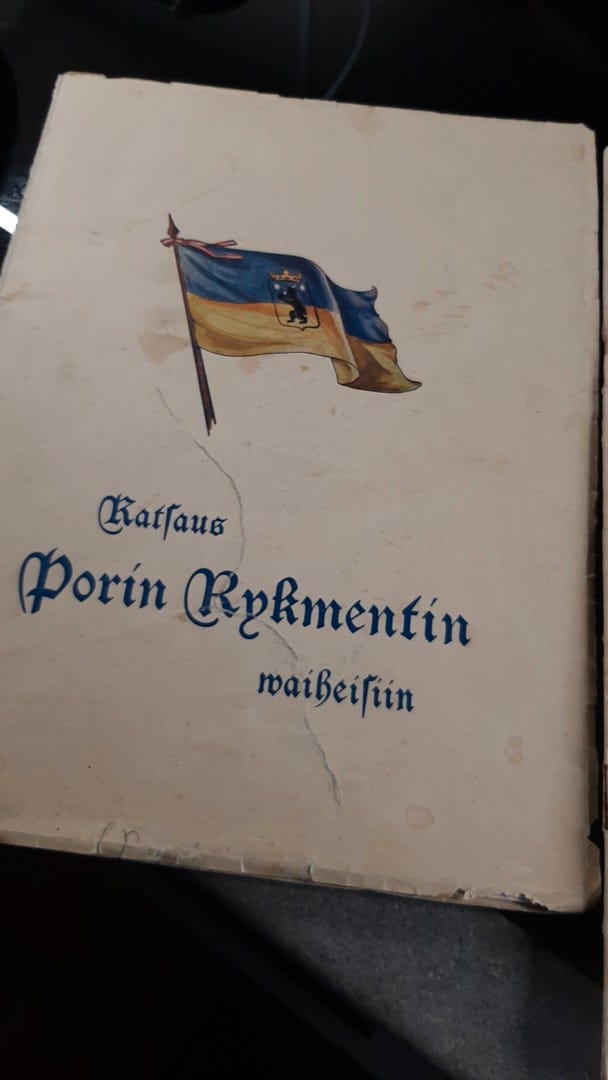 Katsaus
Porin Rykmentin
waiheisiin